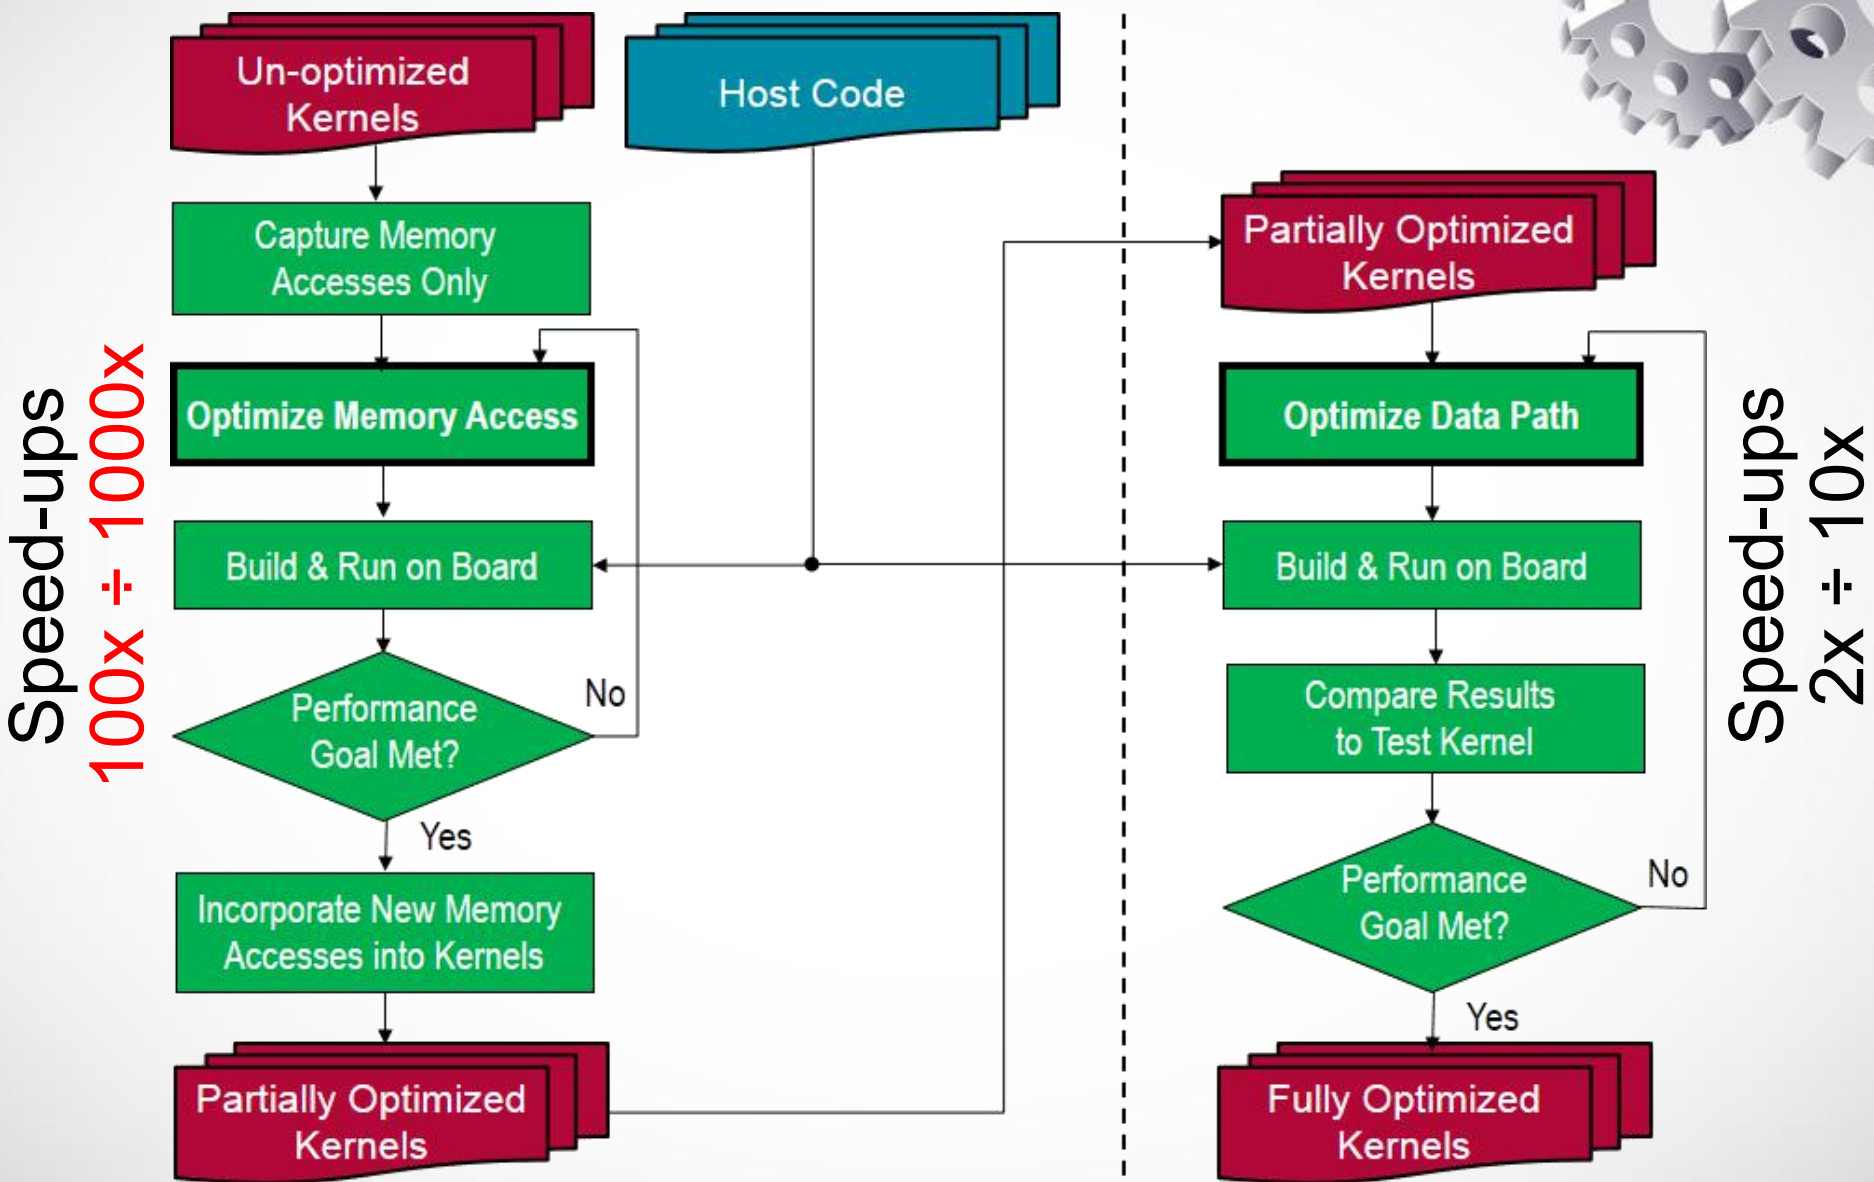 Un-optimized
Kernels
Host Code
Capture Memory
Accesses Only
Optimize Memory Access
Build & Run on Board
Performance
Goal Met?
No
Yes
Incorporate New Memory
Accesses into Kernels
Partially Optimized
Kernels
Speed-ups
100x ÷ 1000x
Partially Optimized
Kernels
Optimize Data Path
Build & Run on Board
Compare Results
to Test Kernel
Performance
Goal Met?
No
Yes
Fully Optimized
Kernels
Speed-ups
2x ÷ 10x